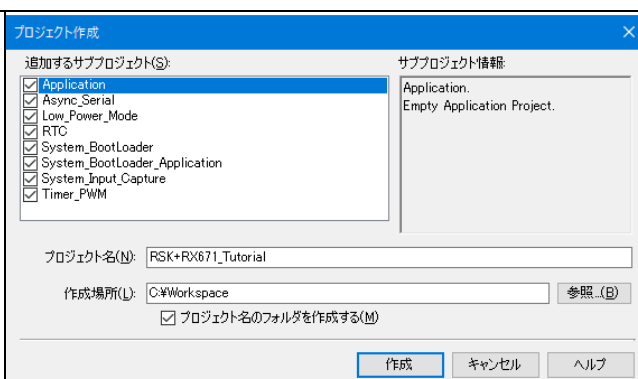 プロジェクト作成
追加するサブプロジェクト(S):
Application
Async_Serial
Low_Power_Mode
RTC
System_BootLoader
System_BootLoader_Application
System_Input_Capture
Timer_PWM
サブプロジェクト情報:
Application.
Empty Application Project.
プロジェクト名(N): RSK+RX671_Tutorial
作成場所(L): C:¥Workspace 参照...(B)
プロジェクト名のフォルダを作成する(M)
作成 キャンセル ヘルプ